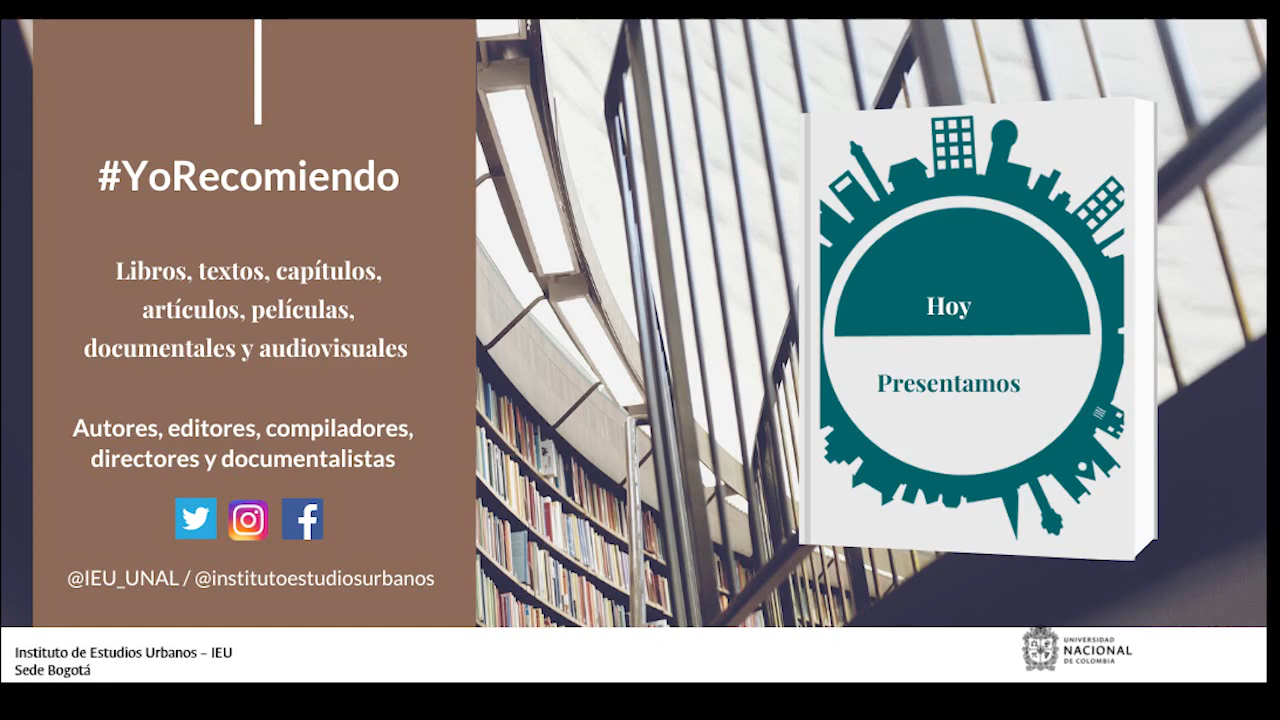 #YoRecomiendo
Libros, textos, capítulos,
artículos, películas,
documentales y audiovisuales
Autores, editores, compiladores,
directores y documentalistas
@IEU_UNAL / @institutoestudiosurbanos
Hoy
Presentamos
Instituto de Estudios Urbanos – IEU
Sede Bogotá
UNIVERSIDAD
NACIONAL
DE COLOMBIA